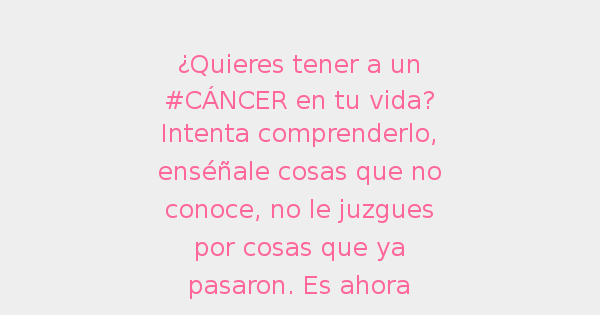 ¿Quieres tener a un
#CÁNCER en tu vida?
Intenta comprenderlo,
enséñale cosas que no
conoce, no le juzgues
por cosas que ya
pasaron. Es ahora